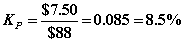 K_P = $7.50 / $88 = 0.085 = 8.5%